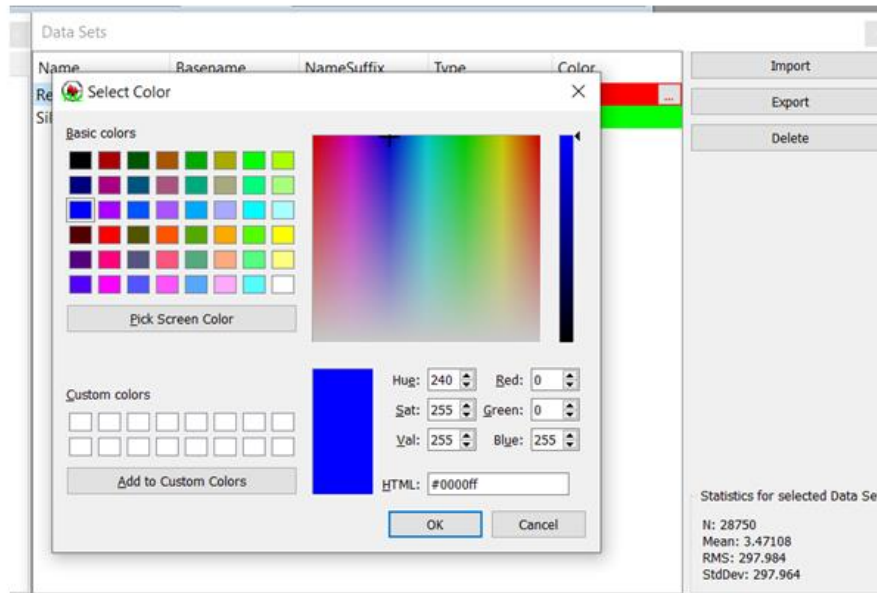 Data Sets
Name Basename NameSuffix Type Color
Import
Re
...
Export
Sil
Delete
Select Color
Basic colors
Pick Screen Color
Custom colors
Add to Custom Colors
Hue: 240 Red: 0
Sat: 255 Green: 0
Val: 255 Blue: 255
HTML: #0000ff
OK Cancel
Statistics for selected Data Se
N: 28750
Mean: 3.47108
RMS: 297.984
StdDev: 297.964